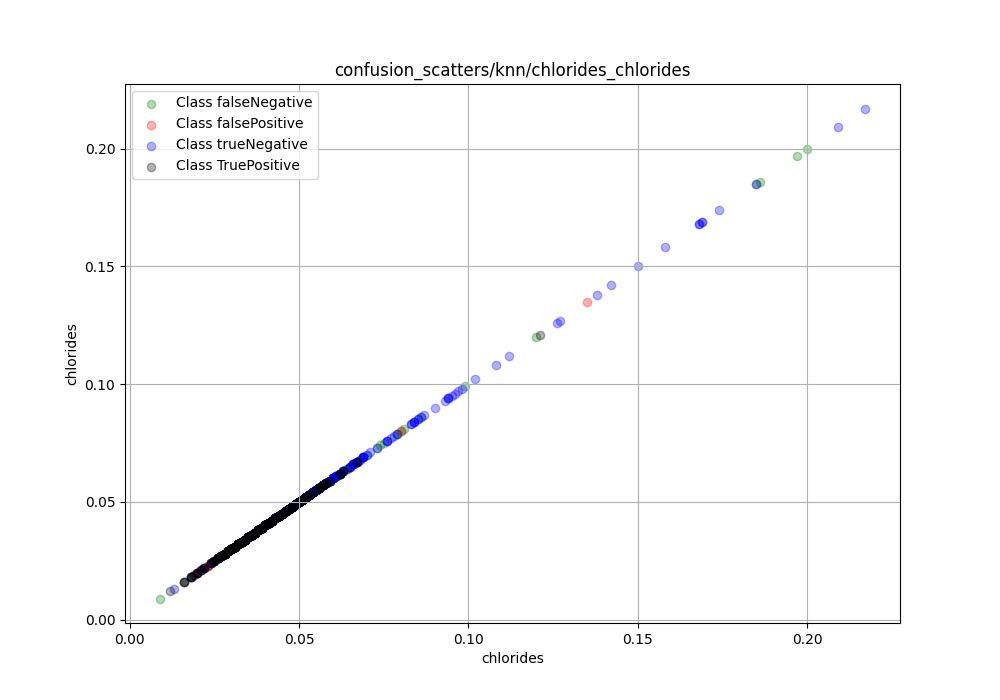 confusion_scatters/knn/chlorides_chlorides
Class falseNegative
Class falsePositive
Class trueNegative
Class TruePositive
0.20
0.15
0.10
0.05
0.00
chlorides
0.00 0.05 0.10 0.15 0.20
chlorides